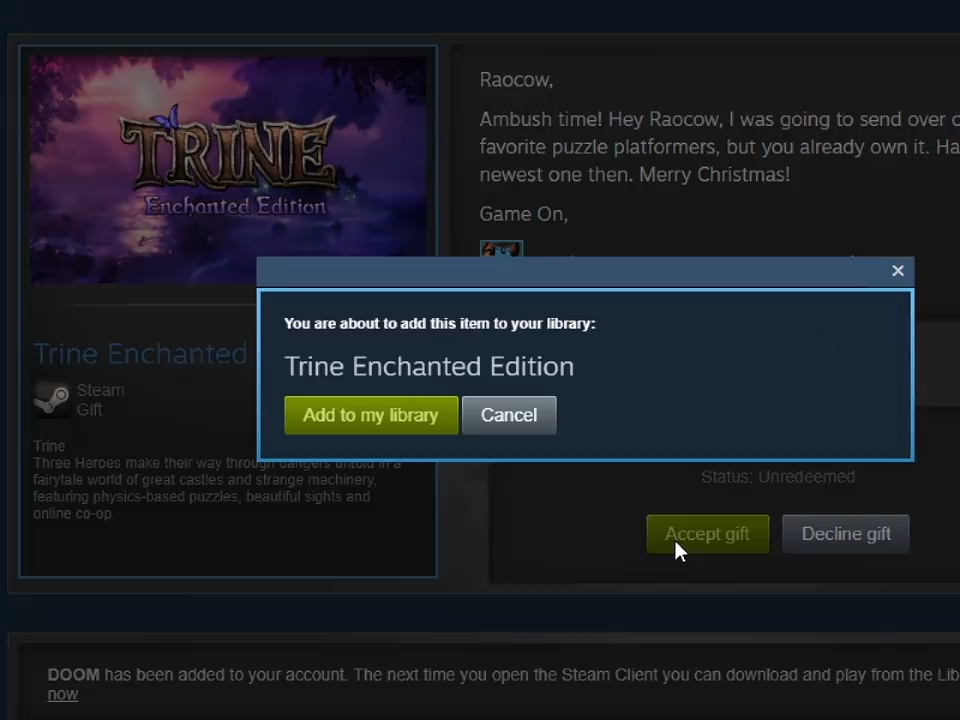 TRINE
Enchanted Edition
Raocow,
Ambush time! Hey Raocow, I was going to send over
favorite puzzle platformers, but you already own it.
newest one then. Merry Christmas!
Game On,
You are about to add this item to your library:
Trine Enchanted Edition
Add to my library
Cancel
Trine Enchanted
Steam
Gift
Trine
Three Heroes make their way through dangers untold in a
fairytale world of great castles and strange machinery,
featuring physics-based puzzles, beautiful sights and
online co-op.
Status: Unredeemed
Accept gift
Decline gift
DOOM has been added to your account. The next time you open the Steam Client you can download and play from the
now